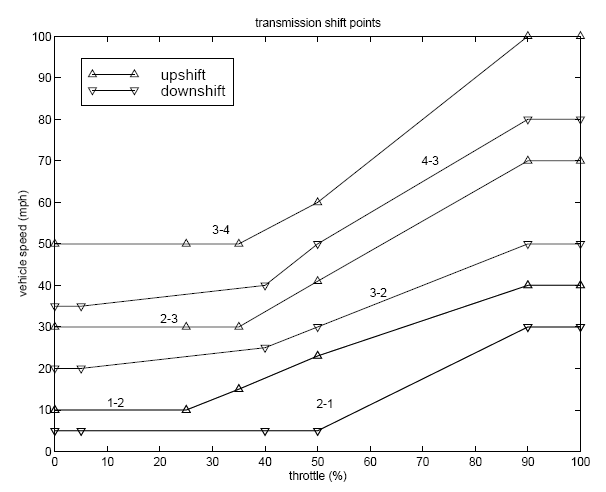 transmission shift points
upshift
downshift
vehicle speed (mph)
100
90
80
70
60
50
40
30
20
10
0
3-4
4-3
2-3
3-2
1-2
2-1
0 10 20 30 40 50 60 70 80 90 100
throttle (%)